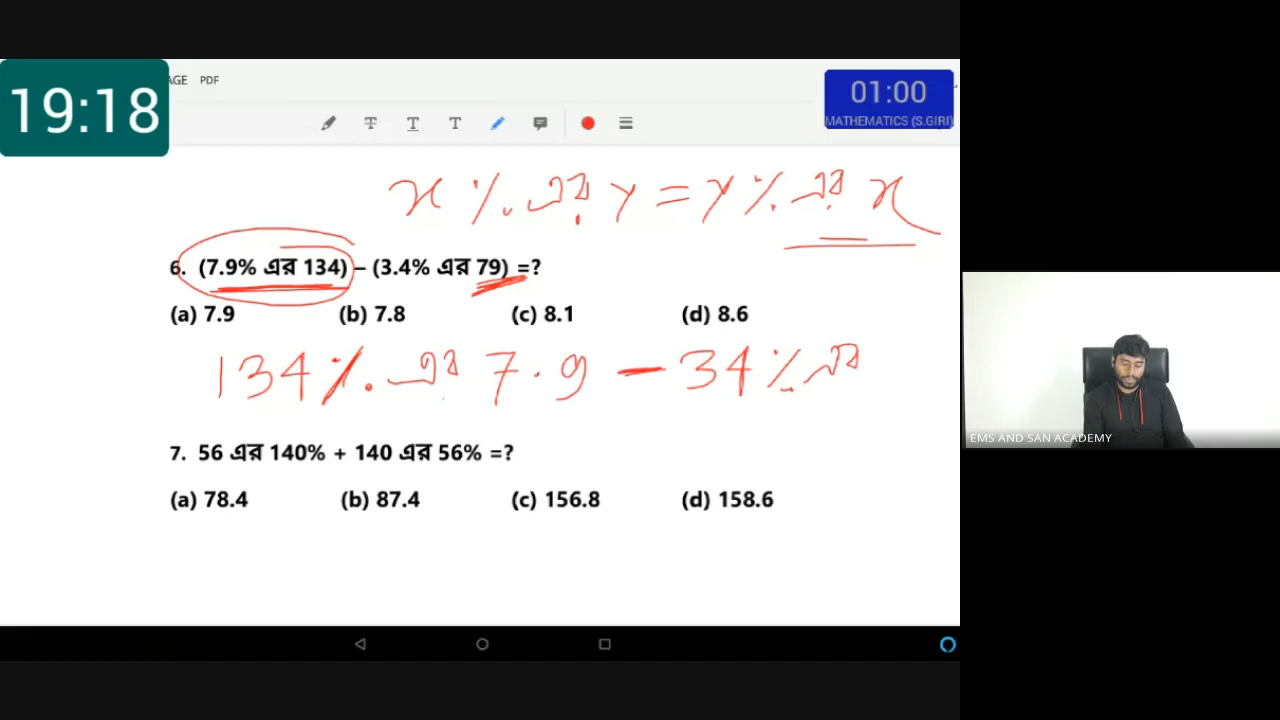 19:18
AGE PDF
01:00
MATHEMATICS (S.GIRI)
x % এর y = y % এর x
6. (7.9% এর 134) – (3.4% এর 79) =?
(a) 7.9 (b) 7.8 (c) 8.1 (d) 8.6
134 % এর 7.9 – 34 % এর
7. 56 এর 140% + 140 এর 56% =?
(a) 78.4 (b) 87.4 (c) 156.8 (d) 158.6
EMS AND SAN ACADEMY